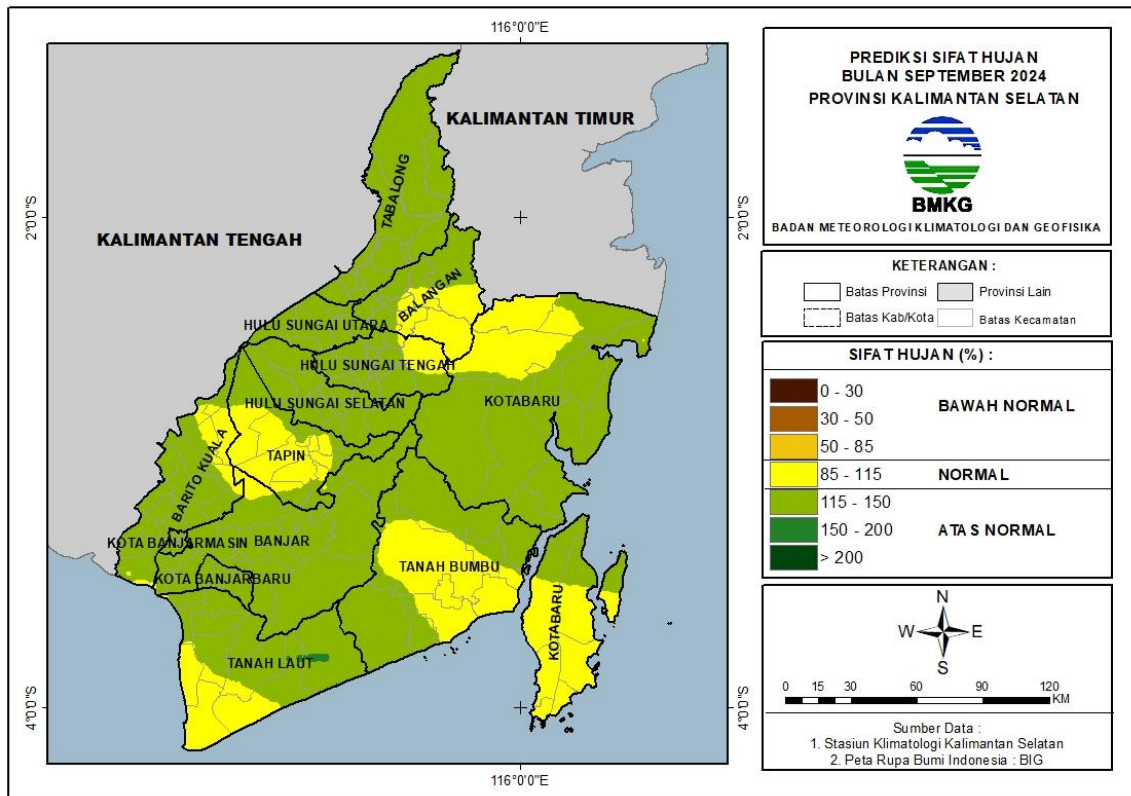 116°0'0"E
KALIMANTAN TIMUR
KALIMANTAN TENGAH
TABALONG
BALANGAN
HULU SUNGAI UTARA
HULU SUNGAI TENGAH
HULU SUNGAI SELATAN
KOTABARU
TAPIN
BARITO KUALA
KOTA BANJARMASIN
BANJAR
KOTA BANJARBARU
TANAH BUMBU
KOTABARU
TANAH LAUT
2°0'0"S
2°0'0"S
4°0'0"S
4°0'0"S
116°0'0"E
PREDIKSI SIFAT HUJAN
BULAN SEPTEMBER 2024
PROVINSI KALIMANTAN SELATAN
BMKG
BADAN METEOROLOGI KLIMATOLOGI DAN GEOFISIKA
KETERANGAN :
Batas Provinsi Provinsi Lain
Batas Kab/Kota Batas Kecamatan
SIFAT HUJAN (%) :
0 - 30
30 - 50
50 - 85
BAWAH NORMAL
85 - 115 NORMAL
115 - 150
150 - 200
> 200
ATAS NORMAL
N
W E
S
0 15 30 60 90 120
KM
Sumber Data :
1. Stasiun Klimatologi Kalimantan Selatan
2. Peta Rupa Bumi Indonesia : BIG